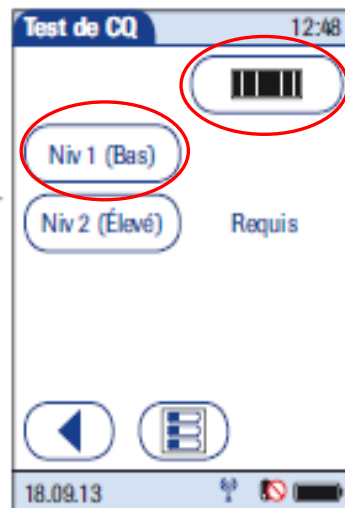 Test de CQ 12:48
Niv 1 (Bas)
Niv 2 (Élevé) Requis
18.09.13